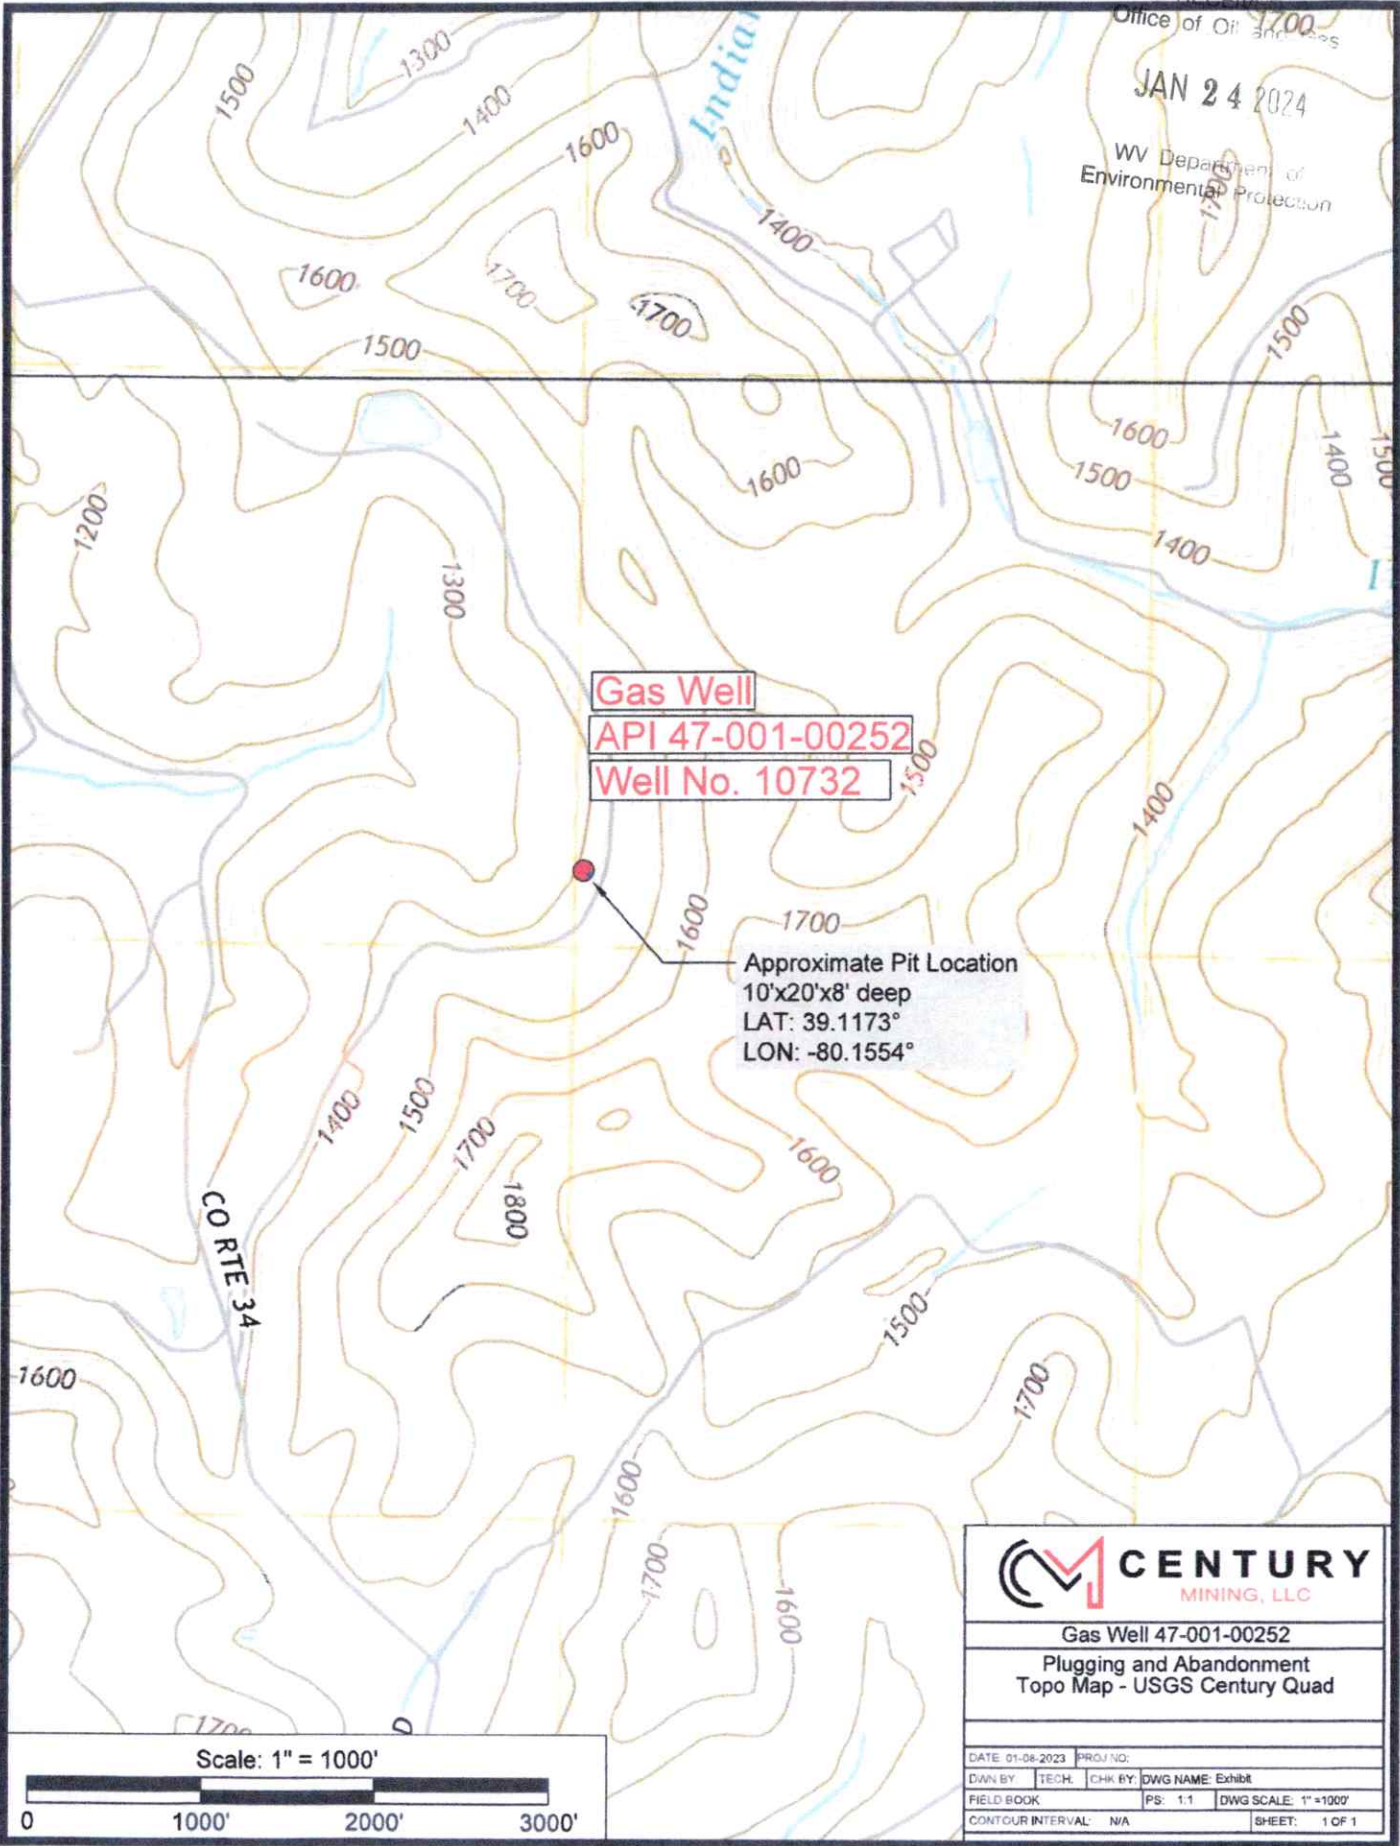 Office of Oil and
JAN 24 2024
WV Department of
Environmental Protection
Indian
1700
1300
1500
1400
1600
1400
1700
1600
1700
1700
1500
1500
1600
1600
1500
1400
1500
1200
1400
1300
I
Gas Well
API 47-001-00252
Well No. 10732
1500
1400
1600
1700
Approximate Pit Location
10'x20'x8' deep
LAT: 39.1173°
LON: -80.1554°
1400
1500
1700
1600
1800
CO RTE 34
1500
1600
1700
1600
1700
1600
D
Scale: 1" = 1000'
0 1000' 2000' 3000'
CENTURY
MINING, LLC
Gas Well 47-001-00252
Plugging and Abandonment
Topo Map - USGS Century Quad
DATE 01-08-2023 PROJ NO:
DWN BY: TECH: CHK BY: DWG NAME: Exhibit
FIELD BOOK PS: 1:1 DWG SCALE: 1" =1000'
CONTOUR INTERVAL: N/A SHEET: 1 OF 1